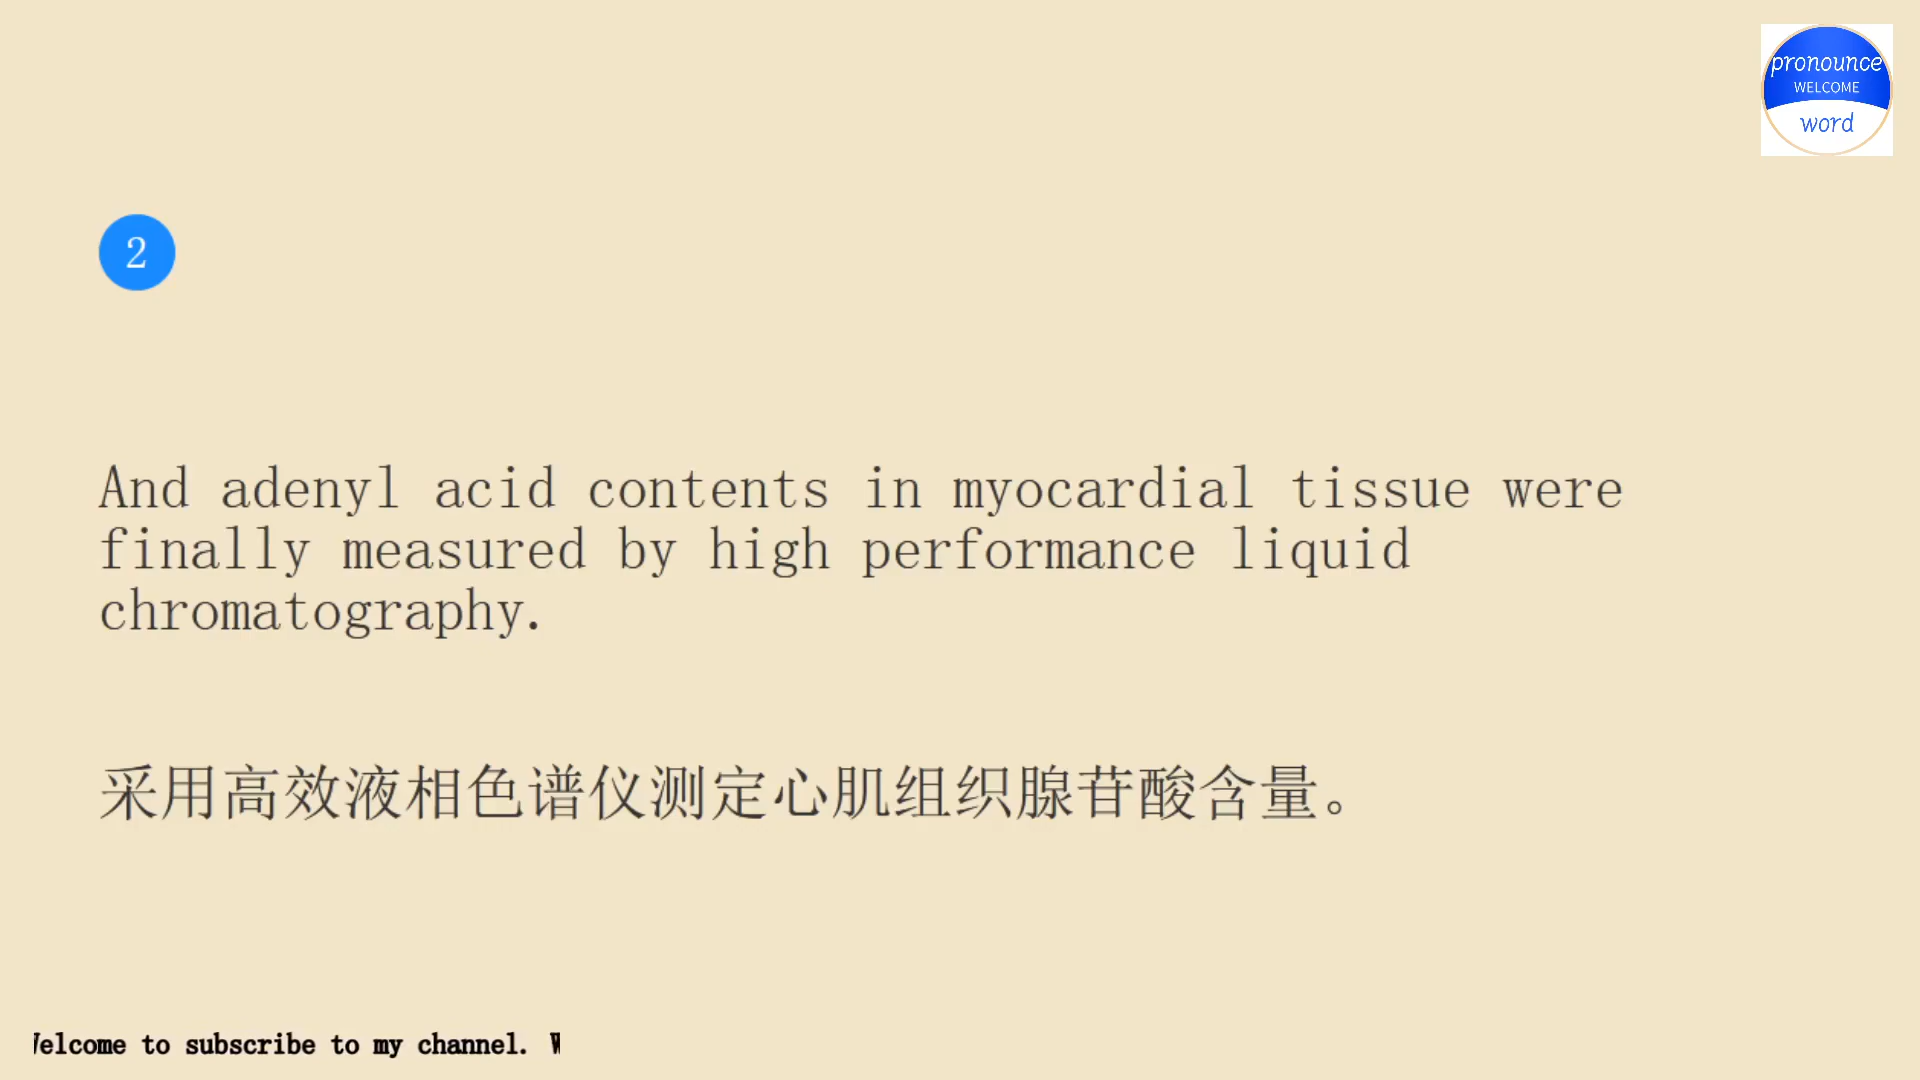 pronounce
WELCOME
word
2
And adenyl acid contents in myocardial tissue were
finally measured by high performance liquid
chromatography.
采用高效液相色谱仪测定心肌组织腺苷酸含量。
Welcome to subscribe to my channel. W